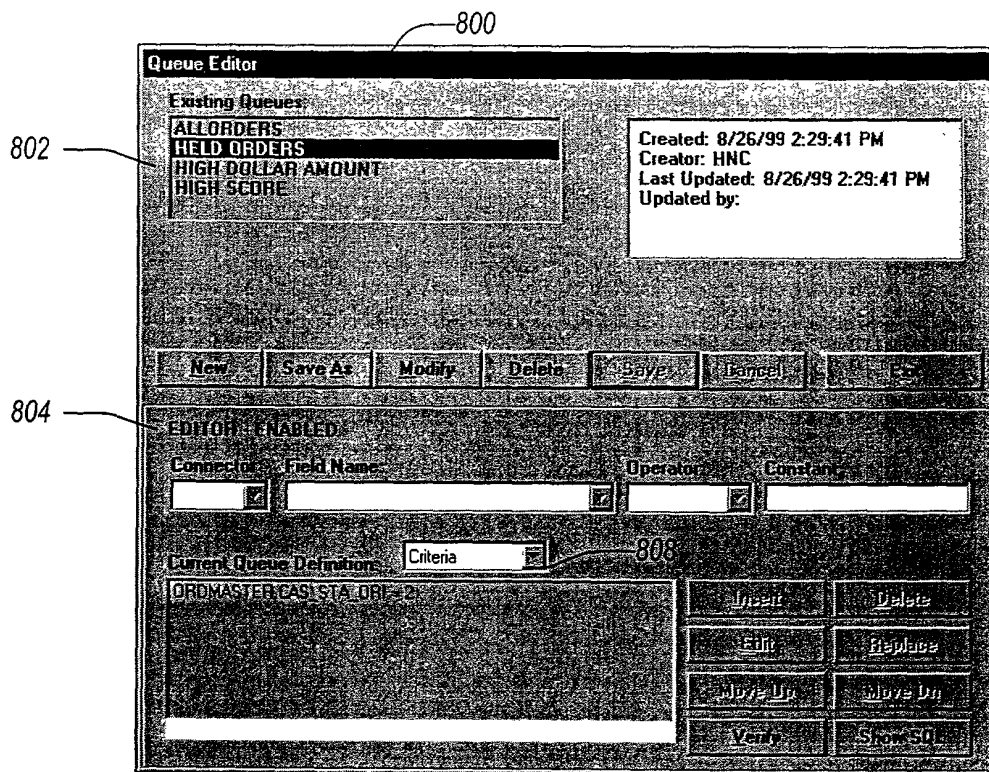 800
Queue Editor
Existing Queues:
ALLORDERS
HELD ORDERS
HIGH DOLLAR AMOUNT
HIGH SCORE
802
Created: 8/26/99 2:29:41 PM
Creator: HNC
Last Updated: 8/26/99 2:29:41 PM
Updated by:
New
Save As
Modify
Delete
Save
Cancel
804
EDITOR : ENABLED
Connector:
Field Name:
Operator:
Constant:
Current Queue Definition:
Criteria
808
Insert
Delete
Edit
Replace
Move Up
Move Dn
Verify
Show SQL